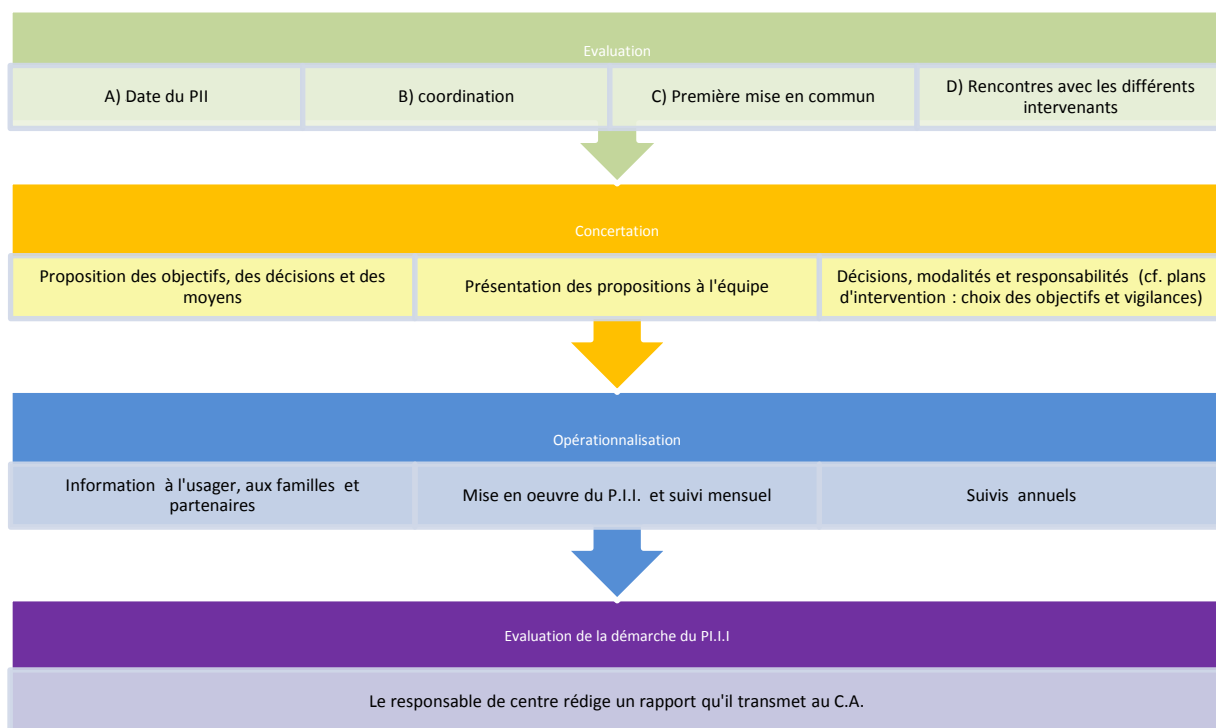 Evaluation
A) Date du PII
B) coordination
C) Première mise en commun
D) Rencontres avec les différents
intervenants
Concertation
Proposition des objectifs, des décisions et des
moyens
Présentation des propositions à l'équipe
Décisions, modalités et responsabilités (cf. plans
d'intervention : choix des objectifs et vigilances)
Opérationnalisation
Information à l'usager, aux familles et
partenaires
Mise en oeuvre du P.I.I. et suivi mensuel
Suivis annuels
Evaluation de la démarche du PI.I.I
Le responsable de centre rédige un rapport qu'il transmet au C.A.